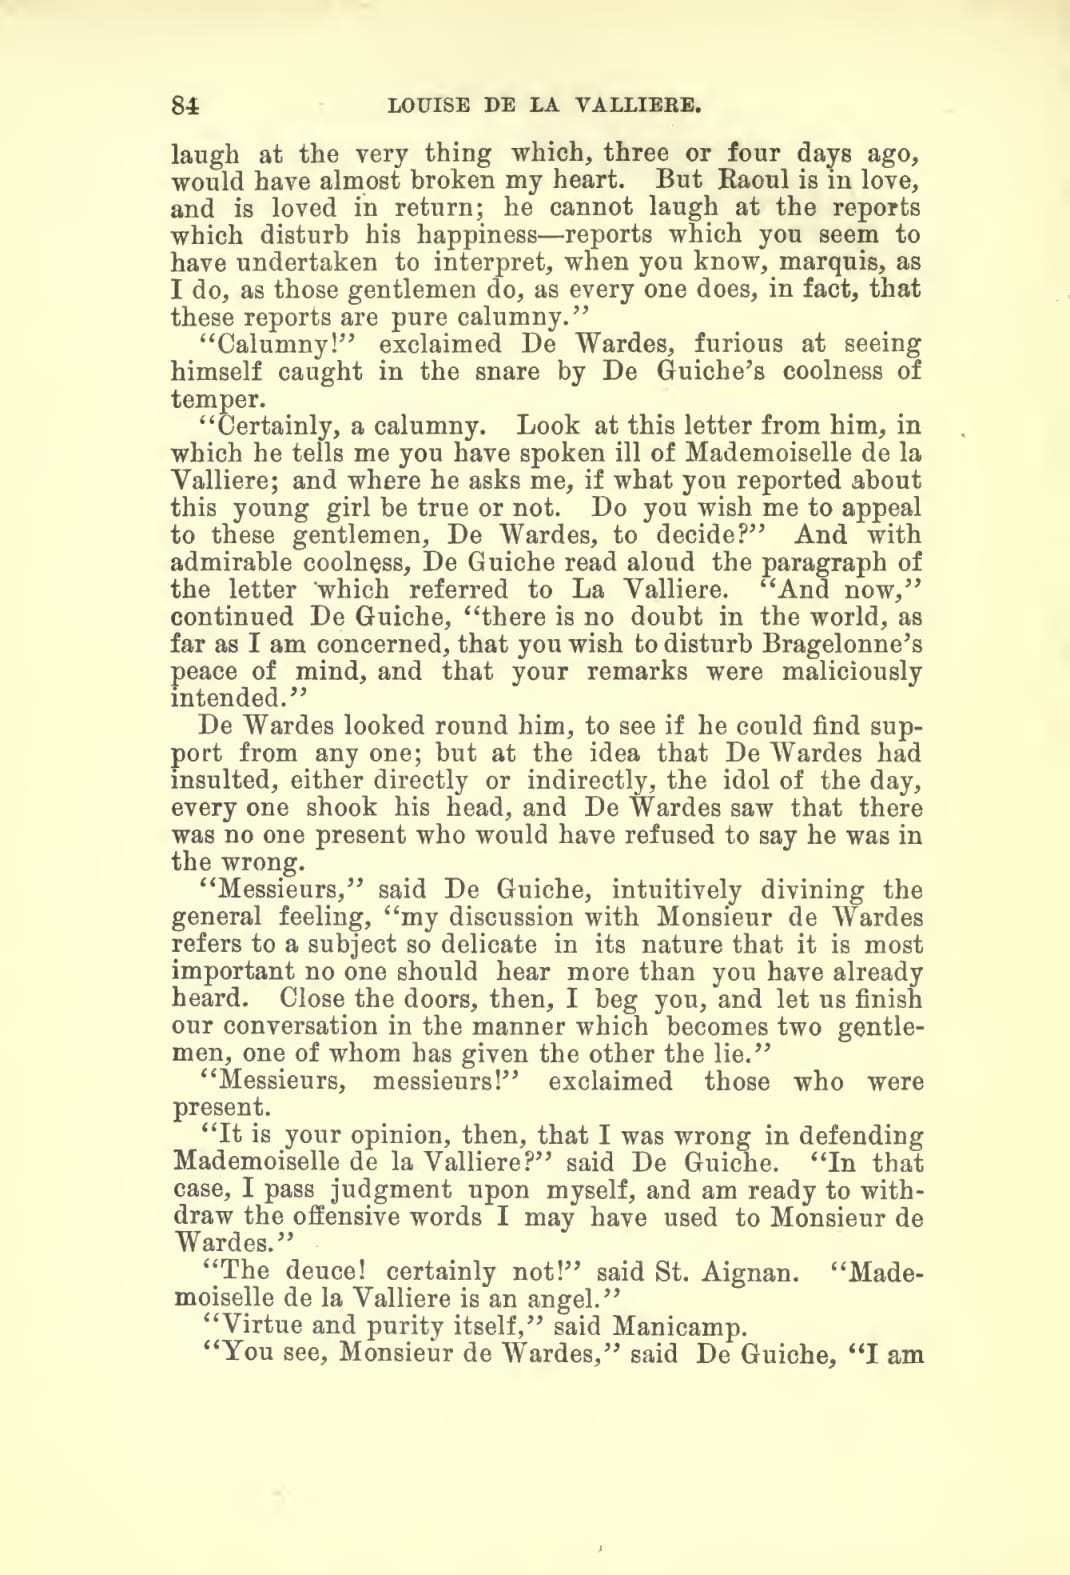 84 LOUISE DE LA VALLIERE.
laugh at the very thing which, three or four days ago,
would have almost broken my heart. But Raoul is in love,
and is loved in return; he cannot laugh at the reports
which disturb his happiness—reports which you seem to
have undertaken to interpret, when you know, marquis, as
I do, as those gentlemen do, as every one does, in fact, that
these reports are pure calumny.”
“Calumny!” exclaimed De Wardes, furious at seeing
himself caught in the snare by De Guiche’s coolness of
temper.
“Certainly, a calumny. Look at this letter from him, in
which he tells me you have spoken ill of Mademoiselle de la
Valliere; and where he asks me, if what you reported about
this young girl be true or not. Do you wish me to appeal
to these gentlemen, De Wardes, to decide?” And with
admirable coolness, De Guiche read aloud the paragraph of
the letter which referred to La Valliere. “And now,”
continued De Guiche, “there is no doubt in the world, as
far as I am concerned, that you wish to disturb Bragelonne’s
peace of mind, and that your remarks were maliciously
intended.”
De Wardes looked round him, to see if he could find sup-
port from any one; but at the idea that De Wardes had
insulted, either directly or indirectly, the idol of the day,
every one shook his head, and De Wardes saw that there
was no one present who would have refused to say he was in
the wrong.
“Messieurs,” said De Guiche, intuitively divining the
general feeling, “my discussion with Monsieur de Wardes
refers to a subject so delicate in its nature that it is most
important no one should hear more than you have already
heard. Close the doors, then, I beg you, and let us finish
our conversation in the manner which becomes two gentle-
men, one of whom has given the other the lie.”
“Messieurs, messieurs!” exclaimed those who were
present.
“It is your opinion, then, that I was wrong in defending
Mademoiselle de la Valliere?” said De Guiche. “In that
case, I pass judgment upon myself, and am ready to with-
draw the offensive words I may have used to Monsieur de
Wardes.”
“The deuce! certainly not!” said St. Aignan. “Made-
moiselle de la Valliere is an angel.”
“Virtue and purity itself,” said Manicamp.
“You see, Monsieur de Wardes,” said De Guiche, “I am